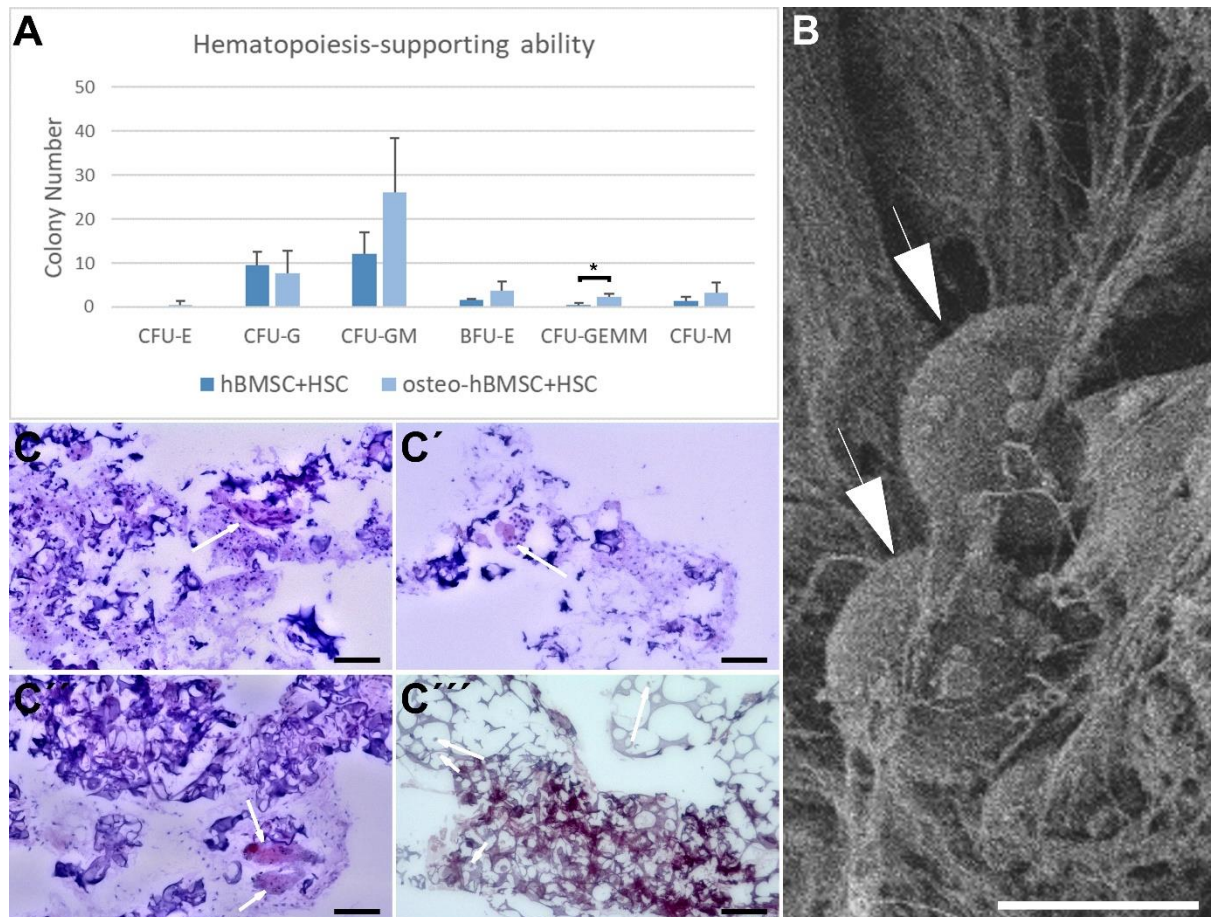 A
Hematopoiesis-supporting ability
Colony Number
50
40
30
20
10
0
*
CFU-E CFU-G CFU-GM BFU-E CFU-GEMM CFU-M
hBMSC+HSC osteo-hBMSC+HSC
B
C
C´
C´´
C´´´